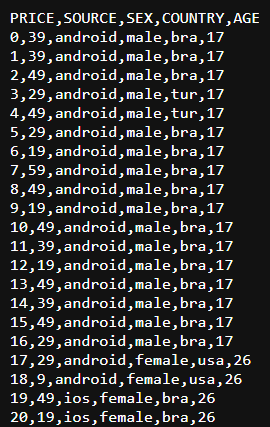 PRICE,SOURCE,SEX,COUNTRY,AGE
0,39,android,male,bra,17
1,39,android,male,bra,17
2,49,android,male,bra,17
3,29,android,male,tur,17
4,49,android,male,tur,17
5,29,android,male,bra,17
6,19,android,male,bra,17
7,59,android,male,bra,17
8,49,android,male,bra,17
9,19,android,male,bra,17
10,49,android,male,bra,17
11,39,android,male,bra,17
12,19,android,male,bra,17
13,49,android,male,bra,17
14,39,android,male,bra,17
15,49,android,male,bra,17
16,29,android,male,bra,17
17,29,android,female,usa,26
18,9,android,female,usa,26
19,49,ios,female,bra,26
20,19,ios,female,bra,26